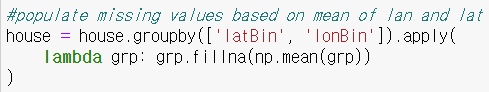 #populate missing values based on mean of lan and lat
house = house.groupby(['latBin', 'lonBin']).apply(
    lambda grp: grp.fillna(np.mean(grp))
)